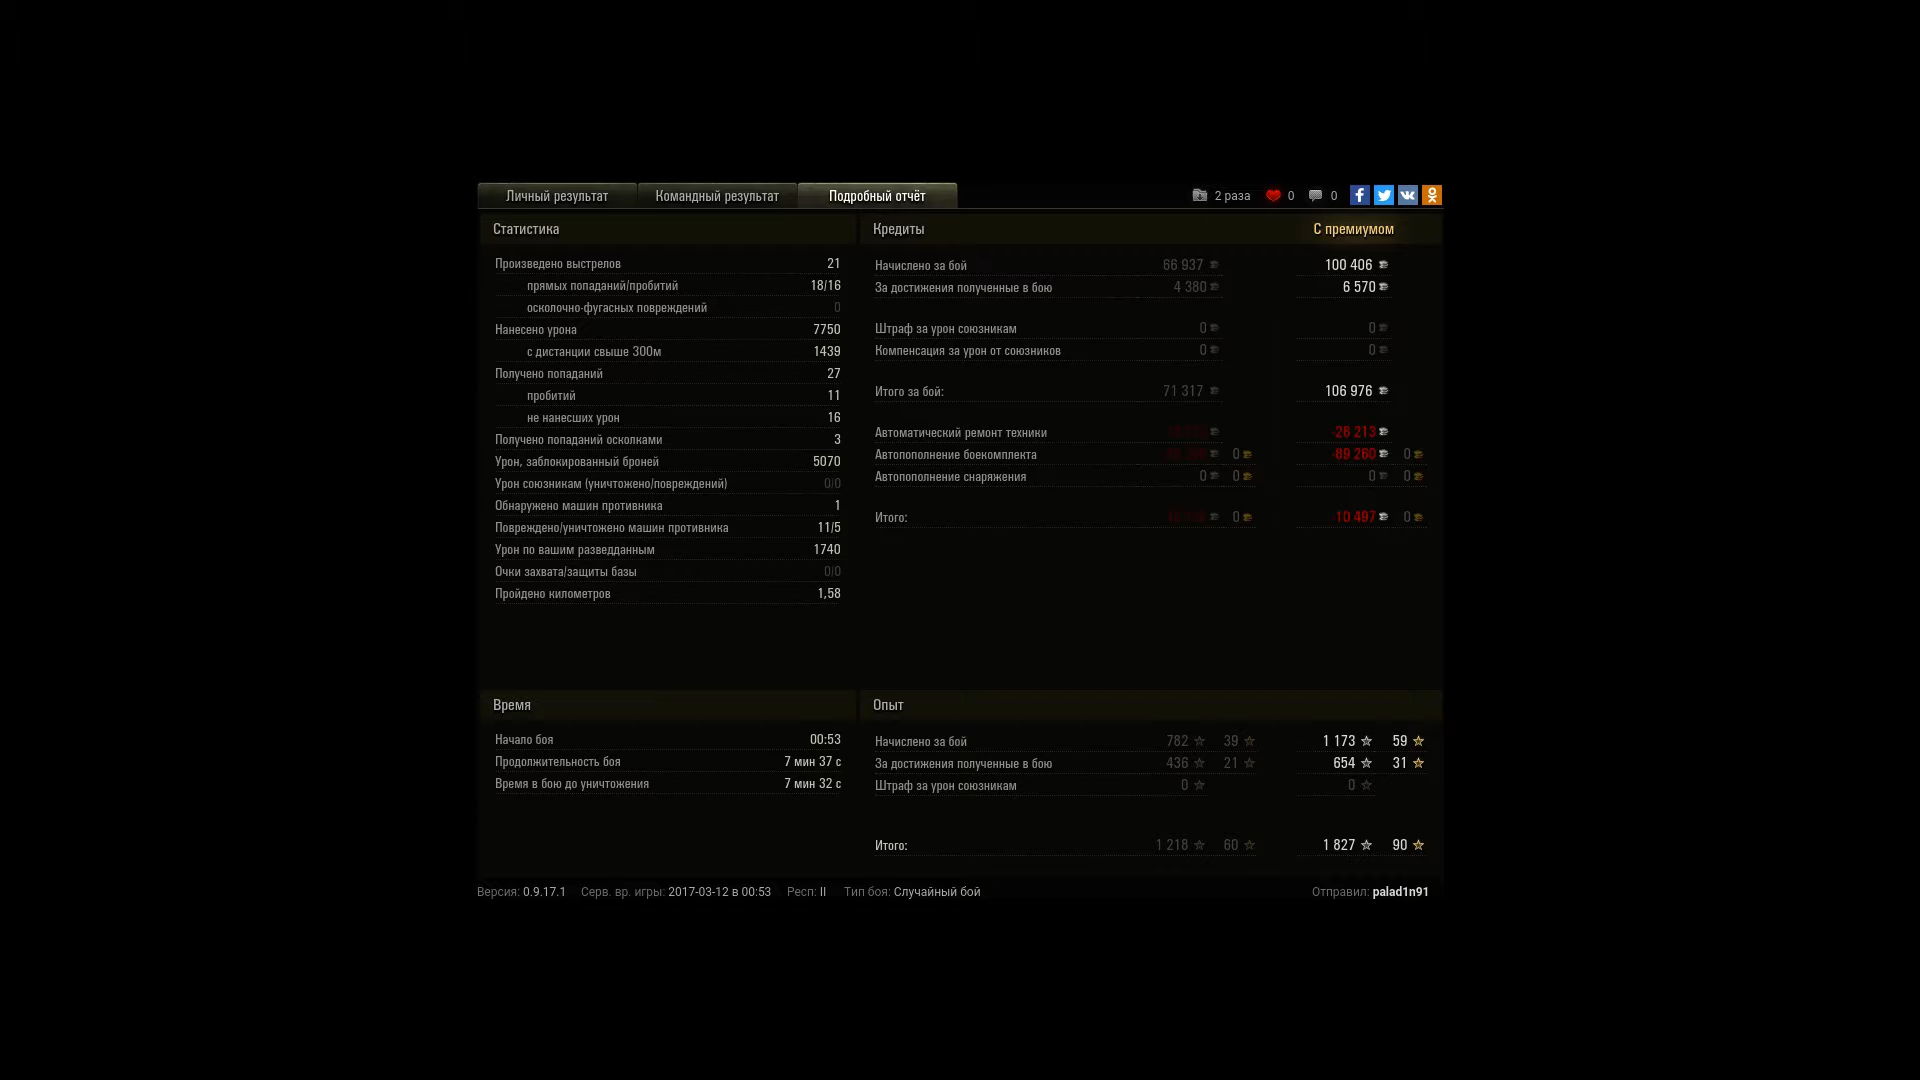 Личный результат Командный результат Подробный отчёт 2 раза 0 0
Статистика
Произведено выстрелов 21
прямых попаданий/пробитий 18/16
осколочно-фугасных повреждений 0
Нанесено урона 7750
с дистанции свыше 300м 1439
Получено попаданий 27
пробитий 11
не нанесших урон 16
Получено попаданий осколками 3
Урон, заблокированный броней 5070
Урон союзникам (уничтожено/повреждений) 0/0
Обнаружено машин противника 1
Повреждено/уничтожено машин противника 11/5
Урон по вашим разведданным 1740
Очки захвата/защиты базы 0/0
Пройдено километров 1,58
Кредиты С премиумом
Начислено за бой 66 937 100 406
За достижения полученные в бою 4 380 6 570
Штраф за урон союзникам 0 0
Компенсация за урон от союзников 0 0
Итого за бой: 71 317 106 976
Автоматический ремонт техники -28 213
Автопополнение боекомплекта 0 -89 260 0
Автопополнение снаряжения 0 0 0 0
Итого: 0 -10 497 0
Время
Начало боя 00:53
Продолжительность боя 7 мин 37 с
Время в бою до уничтожения 7 мин 32 с
Опыт
Начислено за бой 782 39 1 173 59
За достижения полученные в бою 436 21 654 31
Штраф за урон союзникам 0 0
Итого: 1 218 60 1 827 90
Версия: 0.9.17.1 Серв. вр. игры: 2017-03-12 в 00:53 Респ: II Тип боя: Случайный бой Отправил: palad1n91